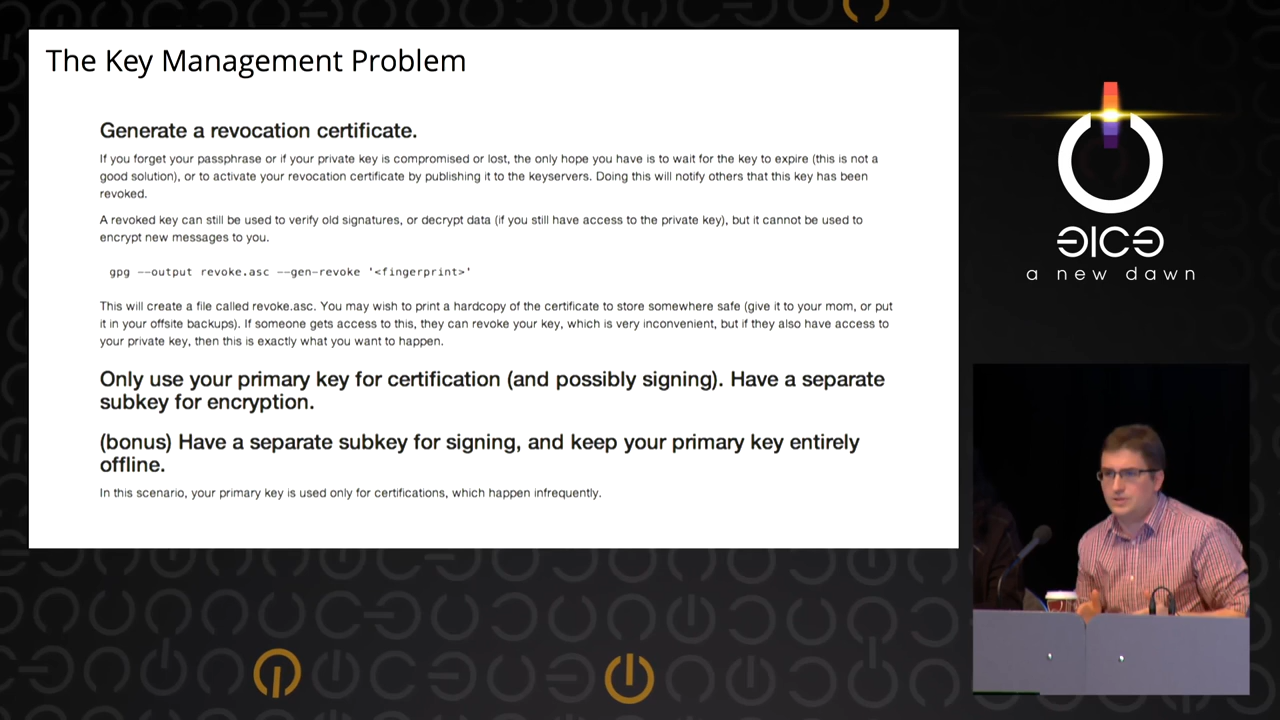 The Key Management Problem
Generate a revocation certificate.
If you forget your passphrase or if your private key is compromised or lost, the only hope you have is to wait for the key to expire (this is not a
good solution), or to activate your revocation certificate by publishing it to the keyservers. Doing this will notify others that this key has been
revoked.
A revoked key can still be used to verify old signatures, or decrypt data (if you still have access to the private key), but it cannot be used to
encrypt new messages to you.
gpg --output revoke.asc --gen-revoke '<fingerprint>'
This will create a file called revoke.asc. You may wish to print a hardcopy of the certificate to store somewhere safe (give it to your mom, or put
it in your offsite backups). If someone gets access to this, they can revoke your key, which is very inconvenient, but if they also have access to
your private key, then this is exactly what you want to happen.
Only use your primary key for certification (and possibly signing). Have a separate
subkey for encryption.
(bonus) Have a separate subkey for signing, and keep your primary key entirely
offline.
In this scenario, your primary key is used only for certifications, which happen infrequently.
a new dawn